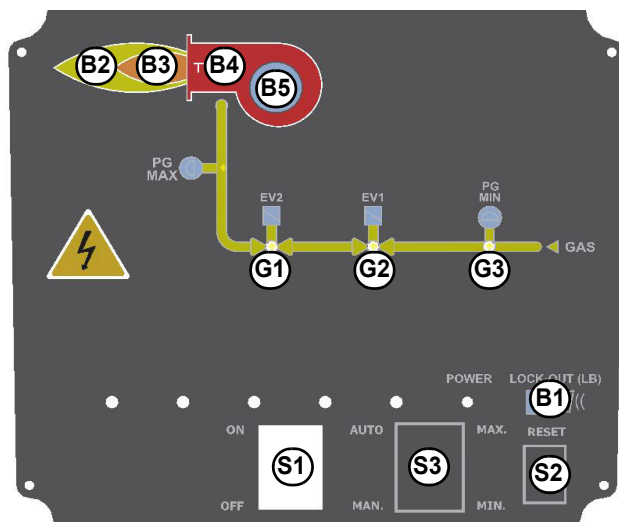 B2 B3 B4
B5
PG
MAX
EV2 EV1 PG
MIN
GAS
G1 G2 G3
POWER LOCK-OUT (LB)
B1
ON AUTO MAX. RESET
S1 S3 S2
OFF MAN. MIN.